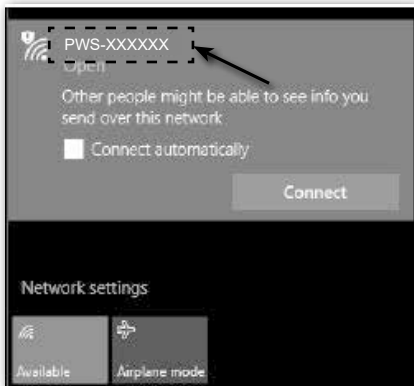 PWS-XXXXXX
Open
Other people might be able to see info you
send over this network
Connect automatically
Connect
Network settings
Available
Airplane mode